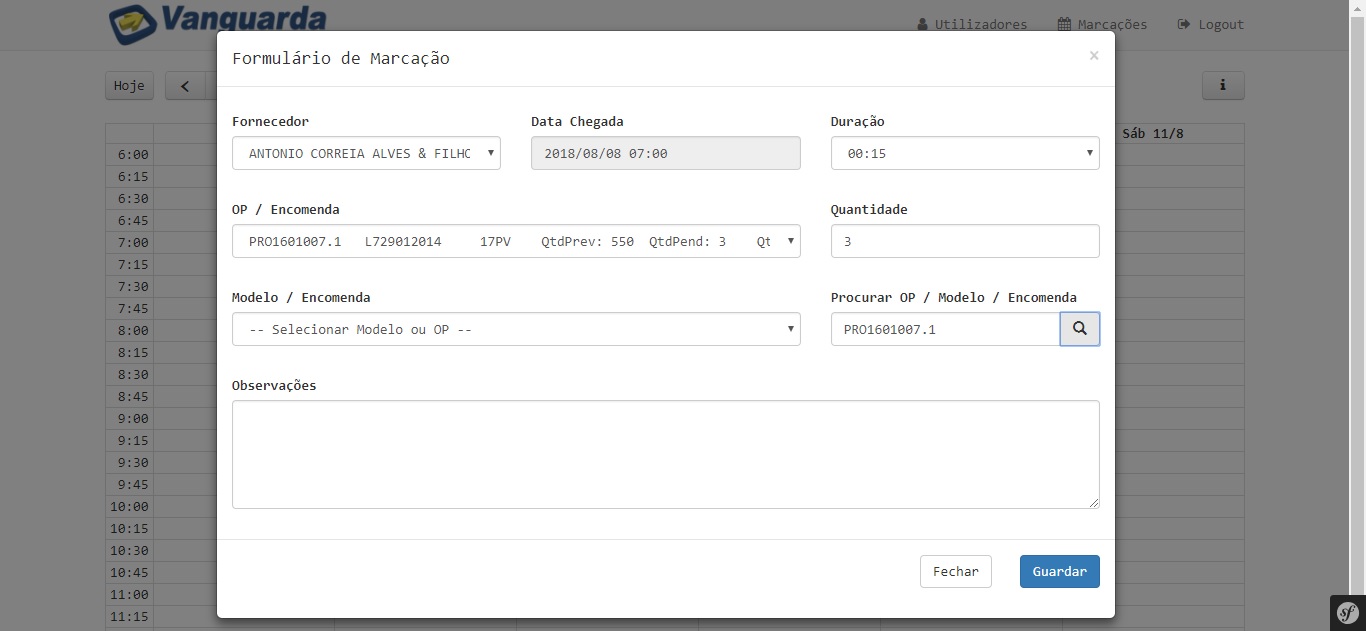 Vanguarda
Utilizadores Marcações Logout
Formulário de Marcação ×
Hoje
Fornecedor Data Chegada Duração
ANTONIO CORREIA ALVES & FILHO 2018/08/08 07:00 00:15
OP / Encomenda Quantidade
PRO1601007.1 L729012014 17PV QtdPrev: 550 QtdPend: 3 Qt 3
Modelo / Encomenda Procurar OP / Modelo / Encomenda
-- Selecionar Modelo ou OP -- PRO1601007.1
Observações
Fechar Guardar
Sáb 11/8
6:00
6:15
6:30
6:45
7:00
7:15
7:30
7:45
8:00
8:15
8:30
8:45
9:00
9:15
9:30
9:45
10:00
10:15
10:30
10:45
11:00
11:15
sf